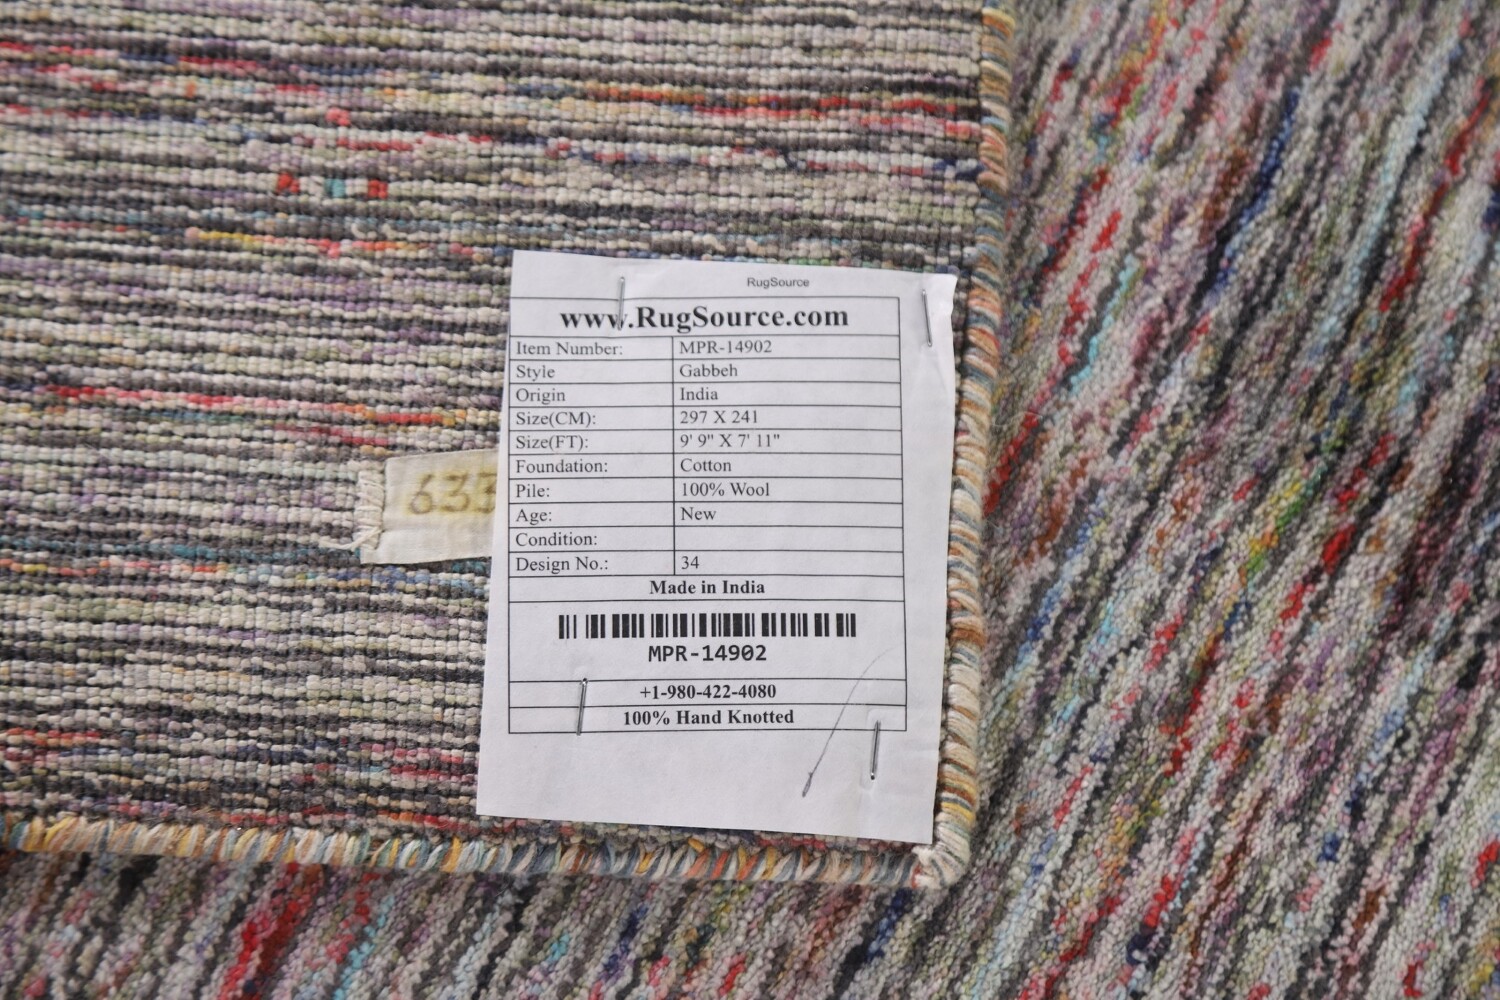 RugSource
www.RugSource.com
Item Number: MPR-14902
Style Gabbeh
Origin India
Size(CM): 297 X 241
Size(FT): 9' 9" X 7' 11"
Foundation: Cotton
Pile: 100% Wool
Age: New
Condition:
Design No.: 34
Made in India
MPR-14902
+1-980-422-4080
100% Hand Knotted
633